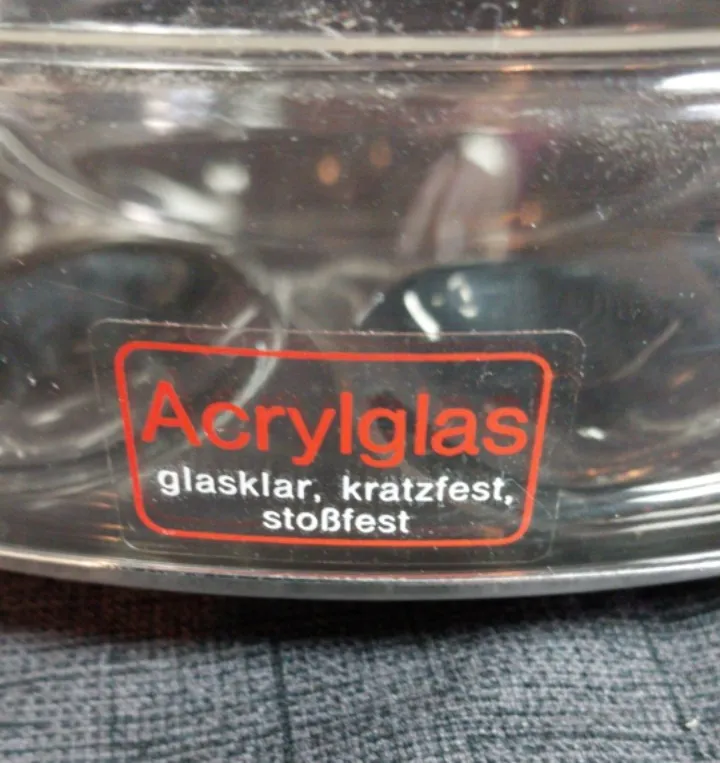 Acrylglas
glasklar, kratzfest,
stoßfest